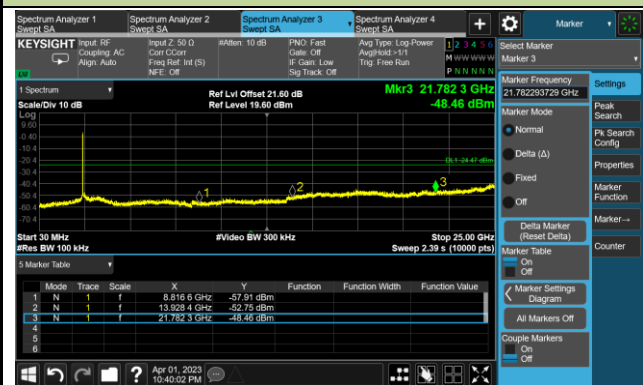 Spectrum Analyzer 1 Spectrum Analyzer 2 Spectrum Analyzer 3 Spectrum Analyzer 4
Swept SA Swept SA Swept SA Swept SA
+
Marker
KEYSIGHT Input: RF Input Z: 50 Ω #Atten: 10 dB PNO: Fast Avg Type: Log-Power 1 2 3 4 5 6
Coupling: AC Corr CCorr Gate: Off Avg|Hold:>1/1 M W W W W W
Align: Auto Freq Ref: Int (S) IF Gain: Low Trig: Free Run
NFE: Off Sig Track: Off P N N N N N
Select Marker
Marker 3
1 Spectrum
Ref Lvl Offset 21.60 dB
Mkr3 21.782 3 GHz
Scale/Div 10 dB Ref Level 19.60 dBm -48.46 dBm
Log
9.60
-0.40
-10.4
-20.4
DL1 -24.47 dBm
-30.4
-40.4
-50.4
-60.4
-70.4
1
2
3
Start 30 MHz #Video BW 300 kHz Stop 25.00 GHz
#Res BW 100 kHz Sweep 2.39 s (10000 pts)
5 Marker Table
Mode Trace Scale X Y Function Function Width Function Value
1 N 1 f 8.816 6 GHz -57.91 dBm
2 N 1 f 13.928 4 GHz -52.75 dBm
3 N 1 f 21.782 3 GHz -48.46 dBm
4
5
6
Marker Frequency
21.782293729 GHz
Marker Mode
Normal
Delta (Δ)
Fixed
Off
Delta Marker
(Reset Delta)
Marker Table
On
Off
Marker Settings
Diagram
All Markers Off
Couple Markers
On
Off
Settings
Peak
Search
Pk Search
Config
Properties
Marker
Function
Marker→
Counter
Apr 01, 2023
10:40:02 PM